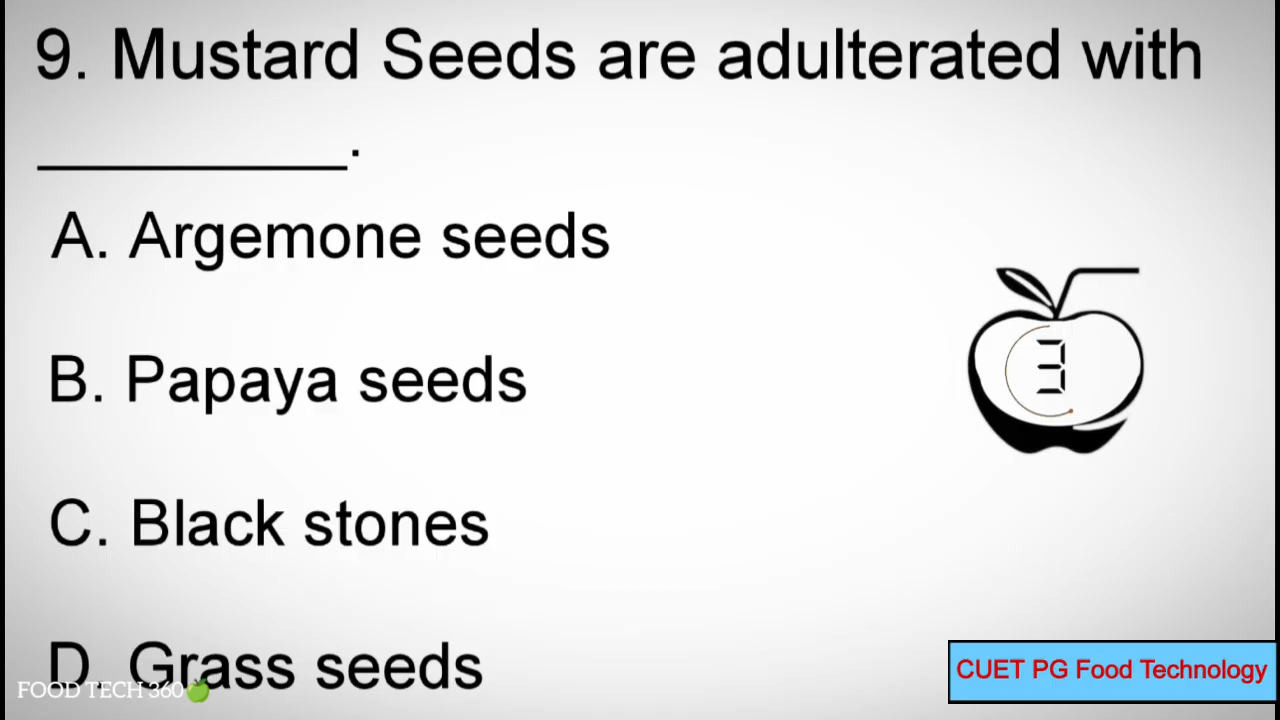 9. Mustard Seeds are adulterated with
__________.
A. Argemone seeds
B. Papaya seeds
3
C. Black stones
D. Grass seeds
FOOD TECH 360🍏
CUET PG Food Technology